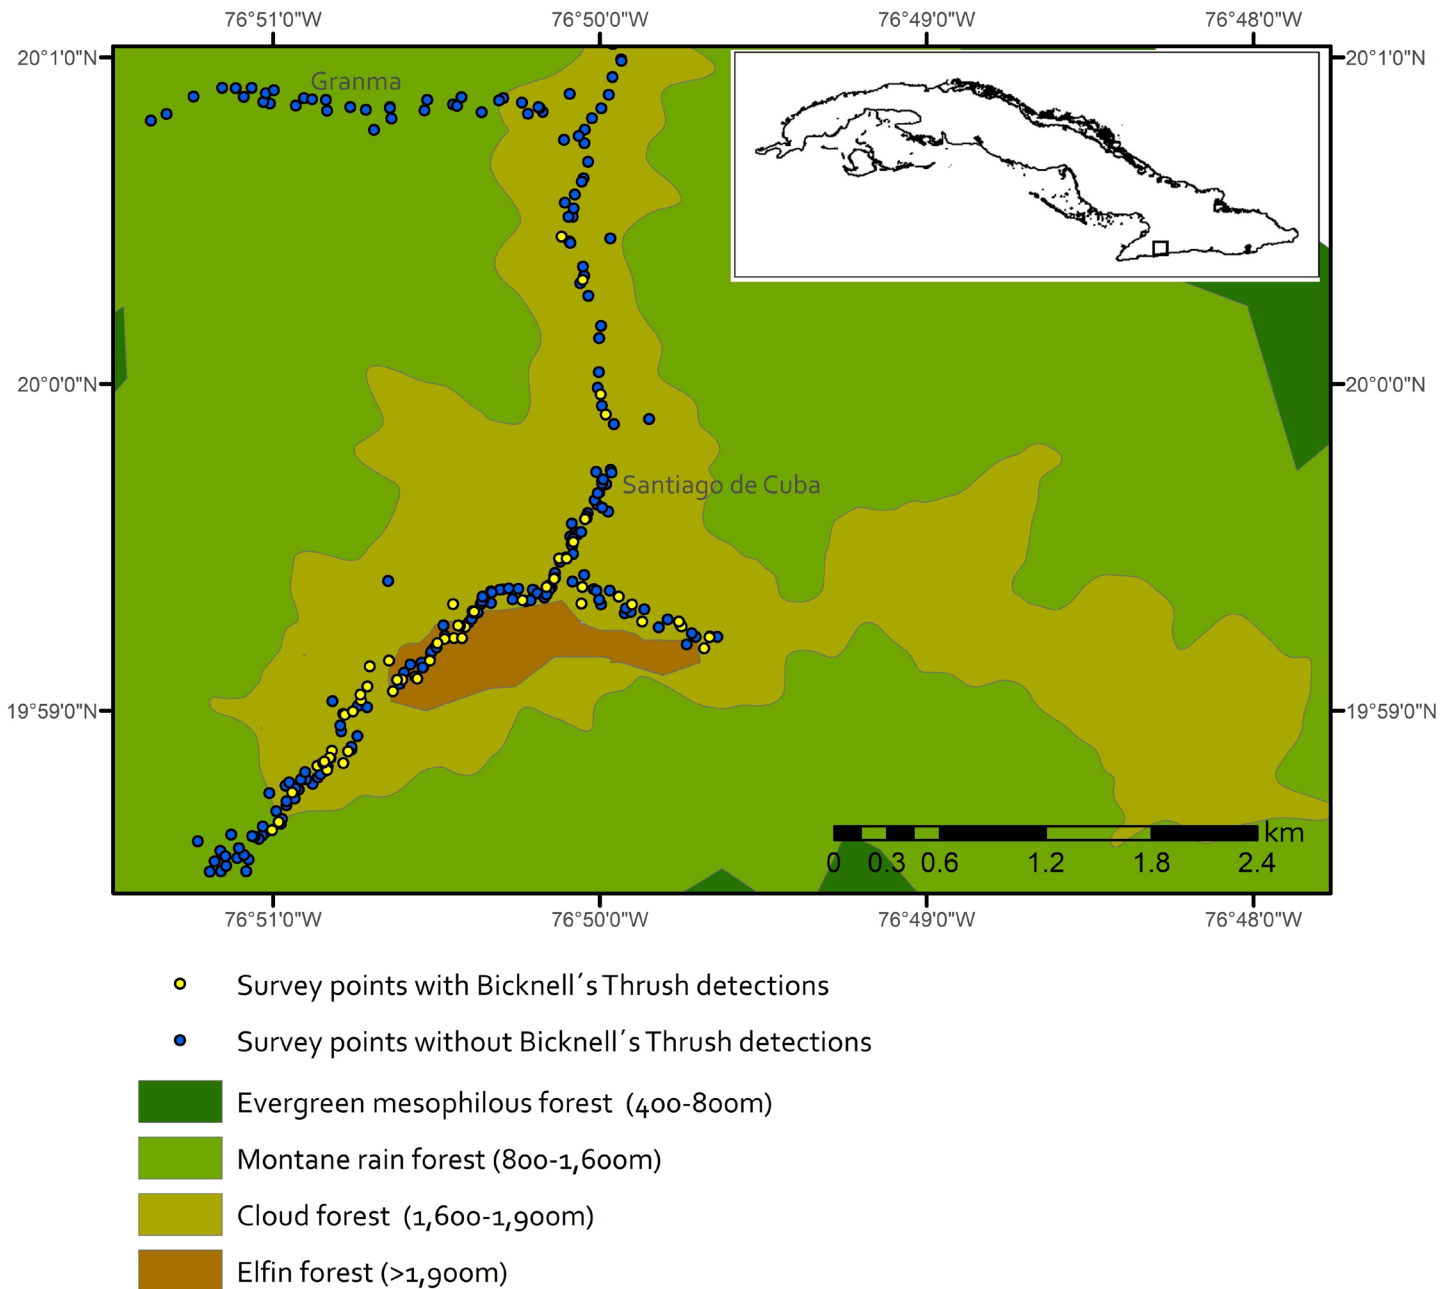 76°51'0"W 76°50'0"W 76°49'0"W 76°48'0"W
20°1'0"N 20°1'0"N
Granma
20°0'0"N 20°0'0"N
Santiago de Cuba
19°59'0"N 19°59'0"N
km
0 0.3 0.6 1.2 1.8 2.4
76°51'0"W 76°50'0"W 76°49'0"W 76°48'0"W
Survey points with Bicknell´s Thrush detections
Survey points without Bicknell´s Thrush detections
Evergreen mesophilous forest (400-800m)
Montane rain forest (800-1,600m)
Cloud forest (1,600-1,900m)
Elfin forest (>1,900m)